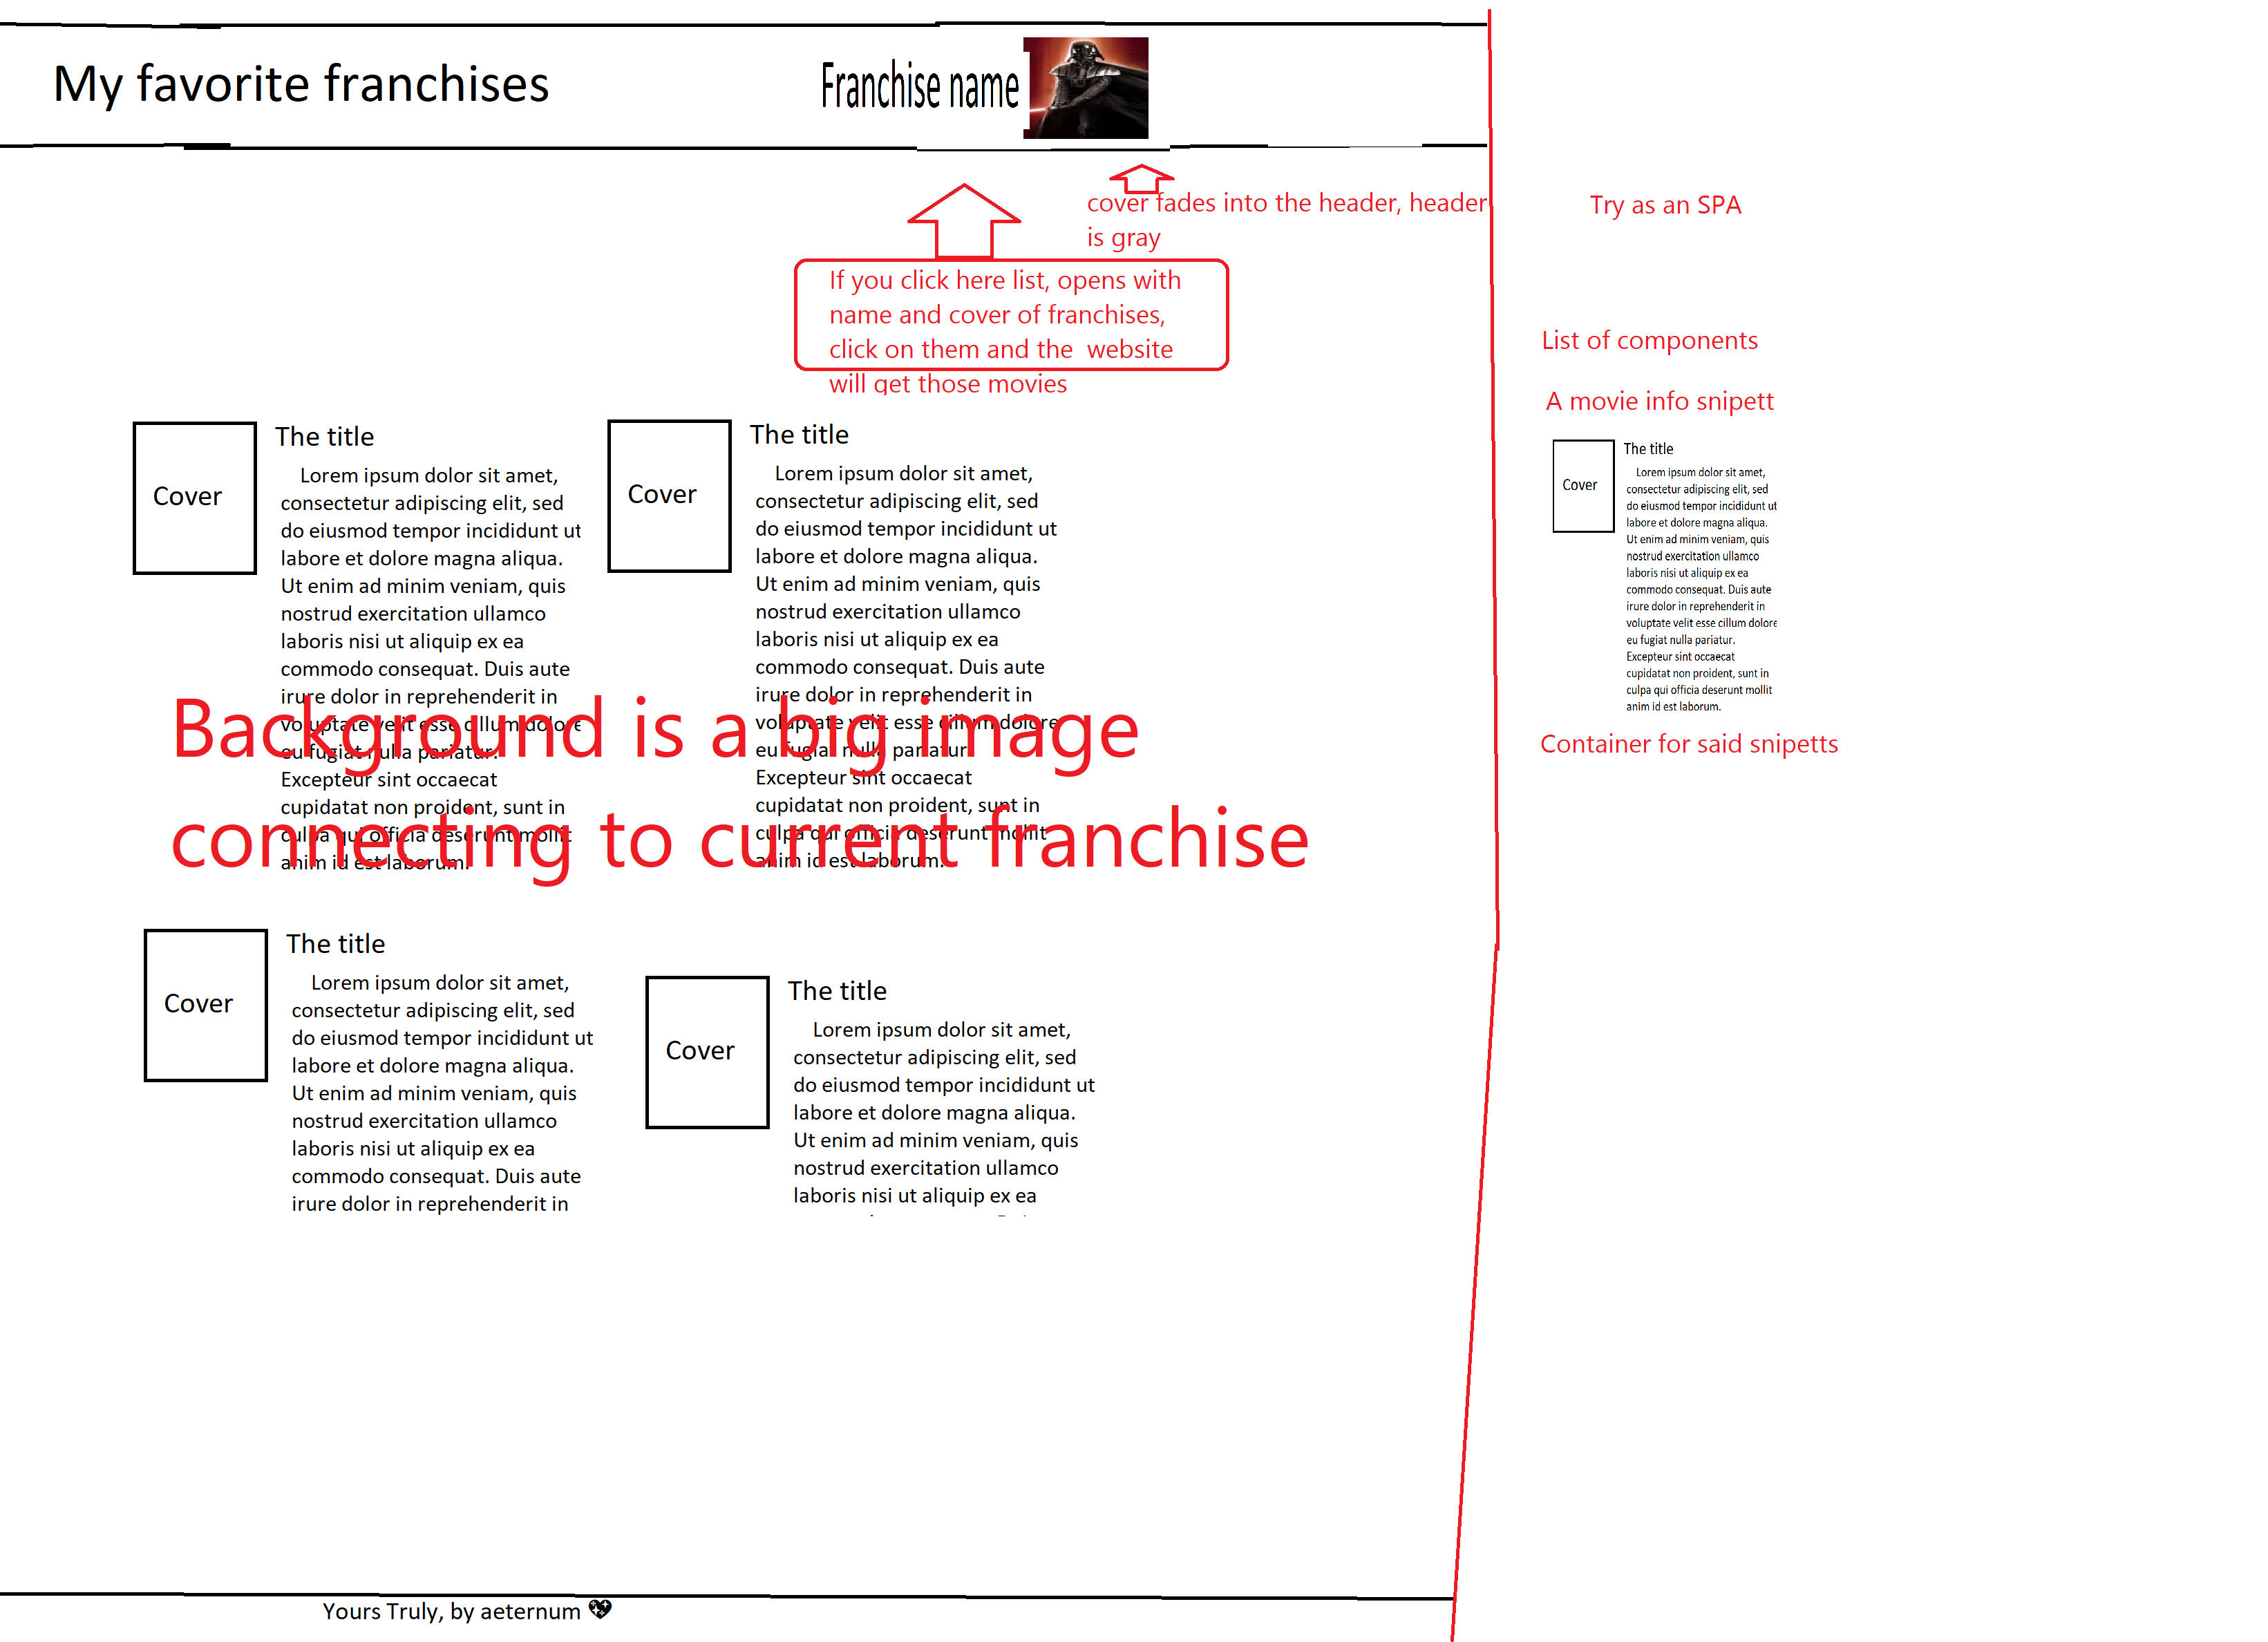 My favorite franchises
Franchise name
cover fades into the header, header
is gray
If you click here list, opens with
name and cover of franchises,
click on them and the website
will get those movies
Cover
The title
Lorem ipsum dolor sit amet,
consectetur adipiscing elit, sed
do eiusmod tempor incididunt ut
labore et dolore magna aliqua.
Ut enim ad minim veniam, quis
nostrud exercitation ullamco
laboris nisi ut aliquip ex ea
commodo consequat. Duis aute
irure dolor in reprehenderit in
voluptate velit esse cillum dolore
eu fugiat nulla pariatur.
Excepteur sint occaecat
cupidatat non proident, sunt in
culpa qui officia deserunt mollit
anim id est laborum.
Cover
The title
Lorem ipsum dolor sit amet,
consectetur adipiscing elit, sed
do eiusmod tempor incididunt ut
labore et dolore magna aliqua.
Ut enim ad minim veniam, quis
nostrud exercitation ullamco
laboris nisi ut aliquip ex ea
commodo consequat. Duis aute
irure dolor in reprehenderit in
voluptate velit esse cillum dolore
eu fugiat nulla pariatur.
Excepteur sint occaecat
cupidatat non proident, sunt in
culpa qui officia deserunt mollit
anim id est laborum.
Background is a big image
connecting to current franchise
Cover
The title
Lorem ipsum dolor sit amet,
consectetur adipiscing elit, sed
do eiusmod tempor incididunt ut
labore et dolore magna aliqua.
Ut enim ad minim veniam, quis
nostrud exercitation ullamco
laboris nisi ut aliquip ex ea
commodo consequat. Duis aute
irure dolor in reprehenderit in
Cover
The title
Lorem ipsum dolor sit amet,
consectetur adipiscing elit, sed
do eiusmod tempor incididunt ut
labore et dolore magna aliqua.
Ut enim ad minim veniam, quis
nostrud exercitation ullamco
laboris nisi ut aliquip ex ea
Yours Truly, by aeternum 💖
Try as an SPA
List of components
A movie info snipett
Cover
The title
Lorem ipsum dolor sit amet,
consectetur adipiscing elit, sed
do eiusmod tempor incididunt ut
labore et dolore magna aliqua.
Ut enim ad minim veniam, quis
nostrud exercitation ullamco
laboris nisi ut aliquip ex ea
commodo consequat. Duis aute
irure dolor in reprehenderit in
voluptate velit esse cillum dolore
eu fugiat nulla pariatur.
Excepteur sint occaecat
cupidatat non proident, sunt in
culpa qui officia deserunt mollit
anim id est laborum.
Container for said snipetts